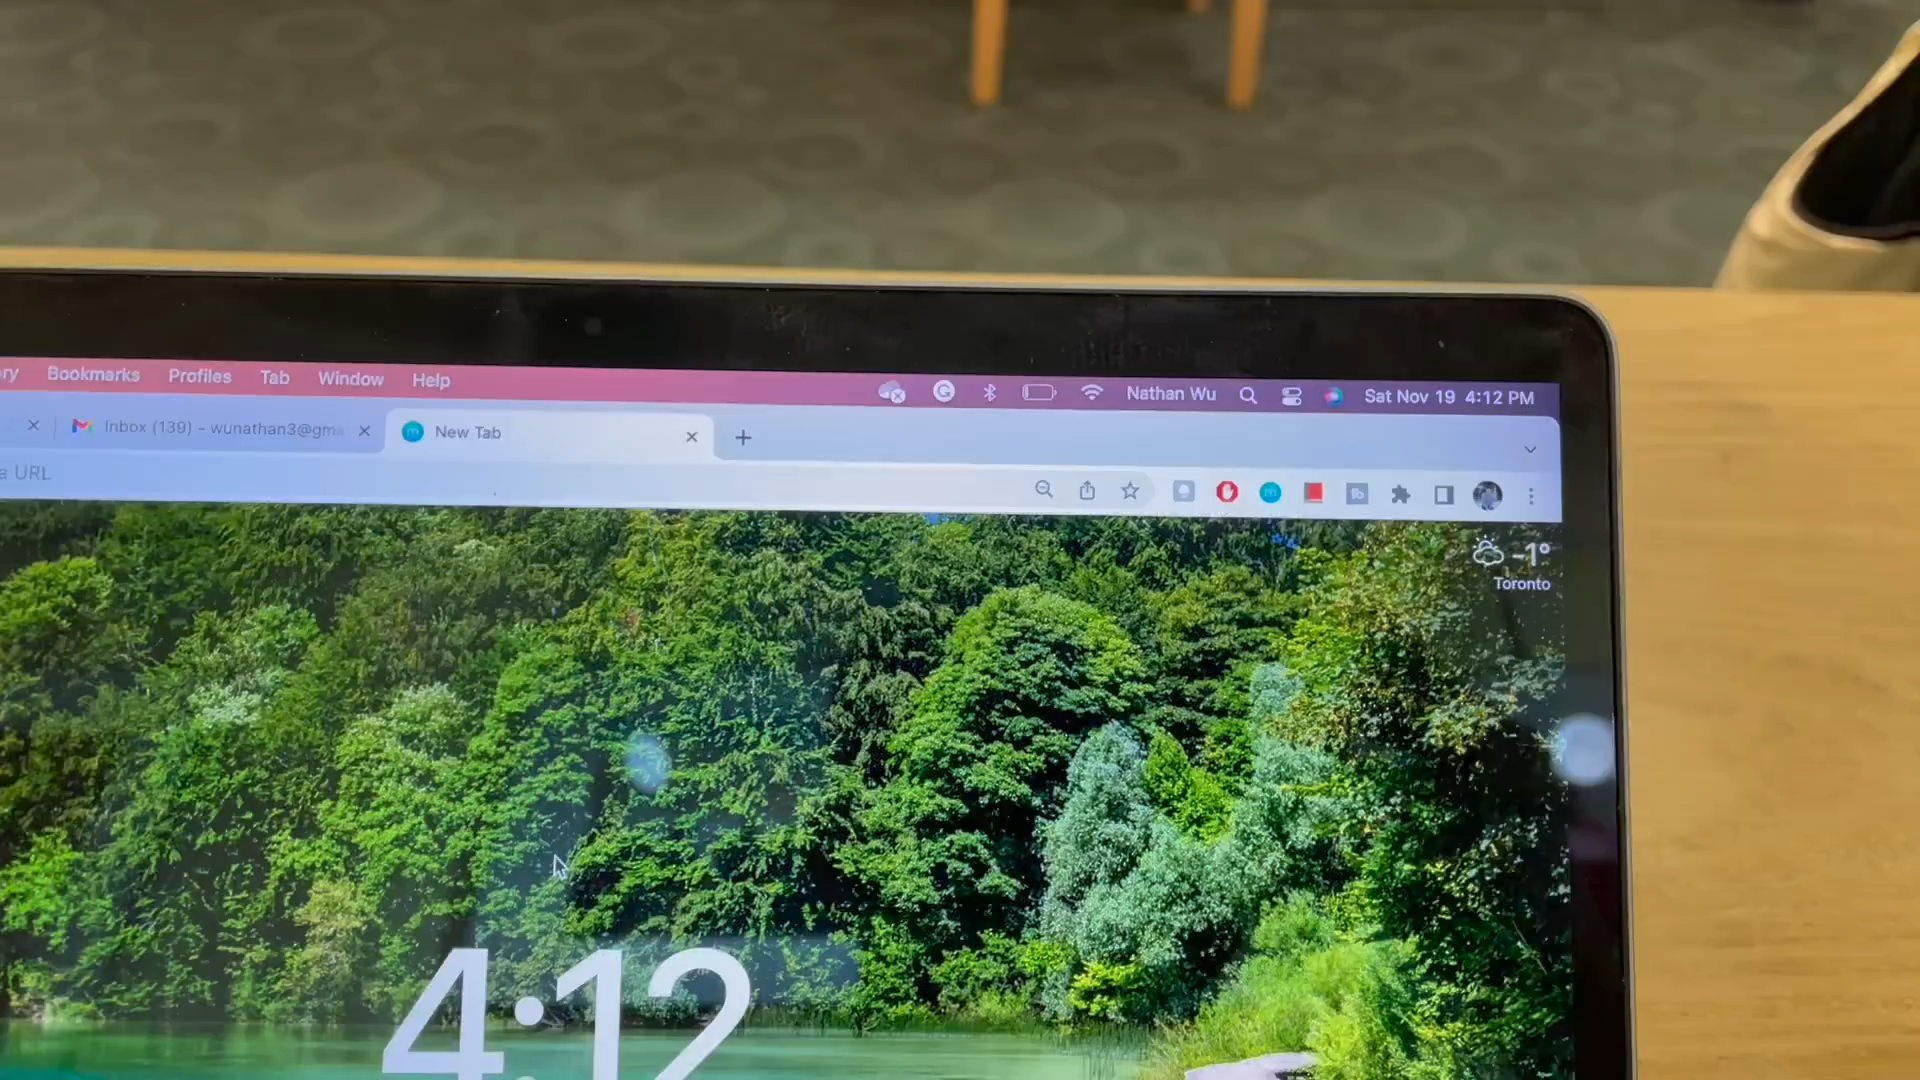 Bookmarks Profiles Tab Window Help Nathan Wu Sat Nov 19 4:12 PM
Inbox (139) - wunathan3@gm New Tab
a URL
-1°
Toronto
4:12